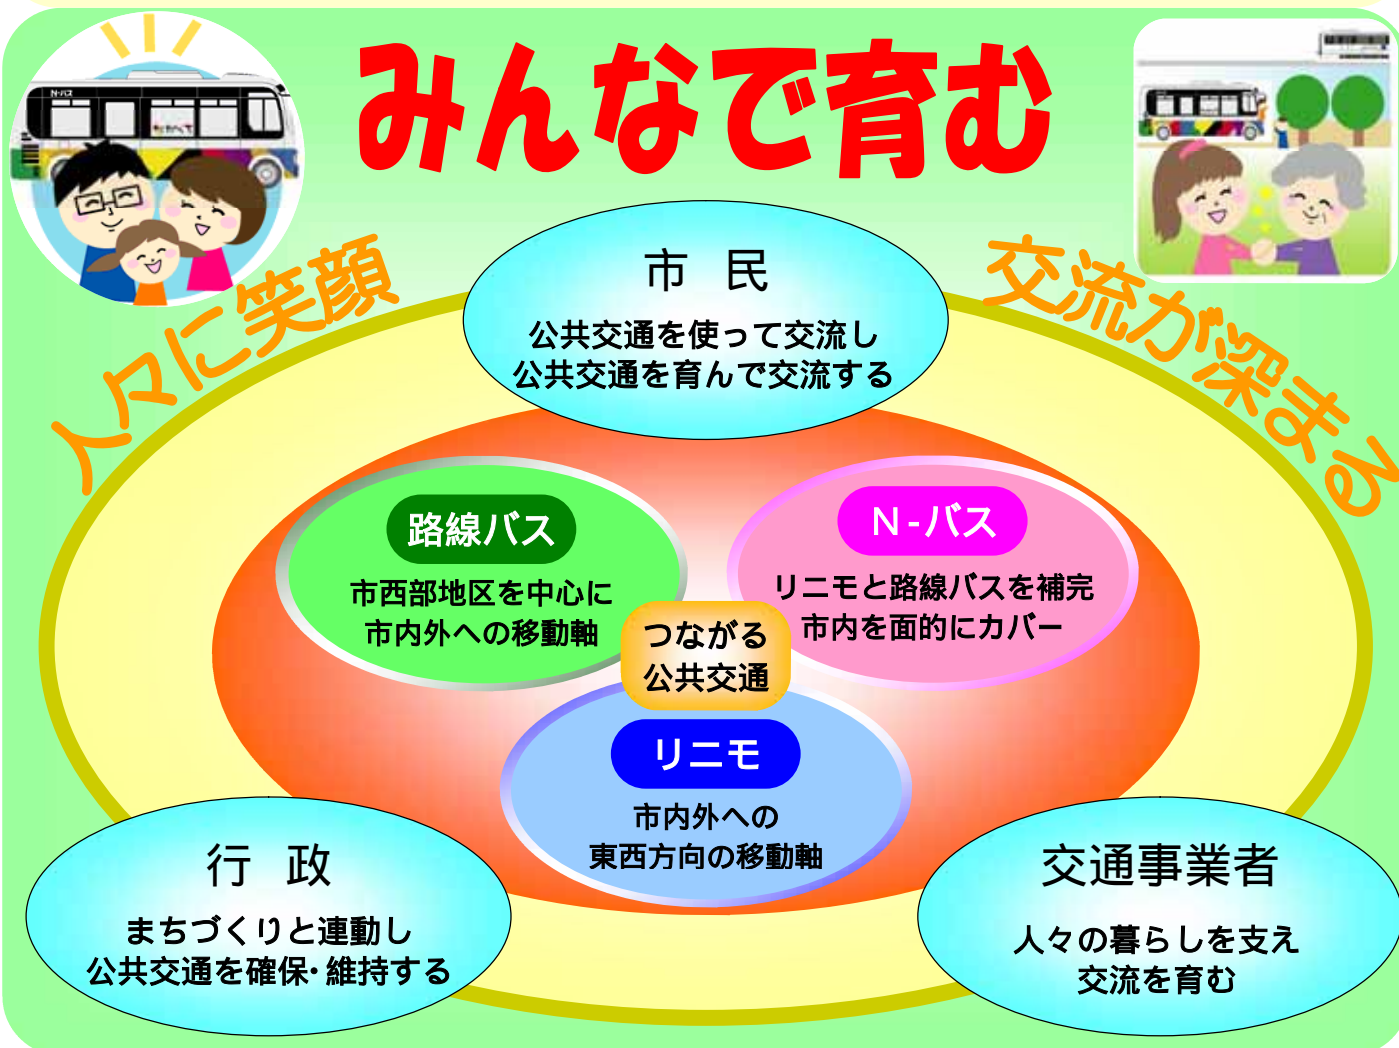 みんなで育む
N-バス
人々に笑顔
交流が深まる
市 民
公共交通を使って交流し
公共交通を育んで交流する
路線バス
市西部地区を中心に
市内外への移動軸
N-バス
リニモと路線バスを補完
市内を面的にカバー
つながる
公共交通
リニモ
市内外への
東西方向の移動軸
行 政
まちづくりと連動し
公共交通を確保・維持する
交通事業者
人々の暮らしを支え
交流を育む